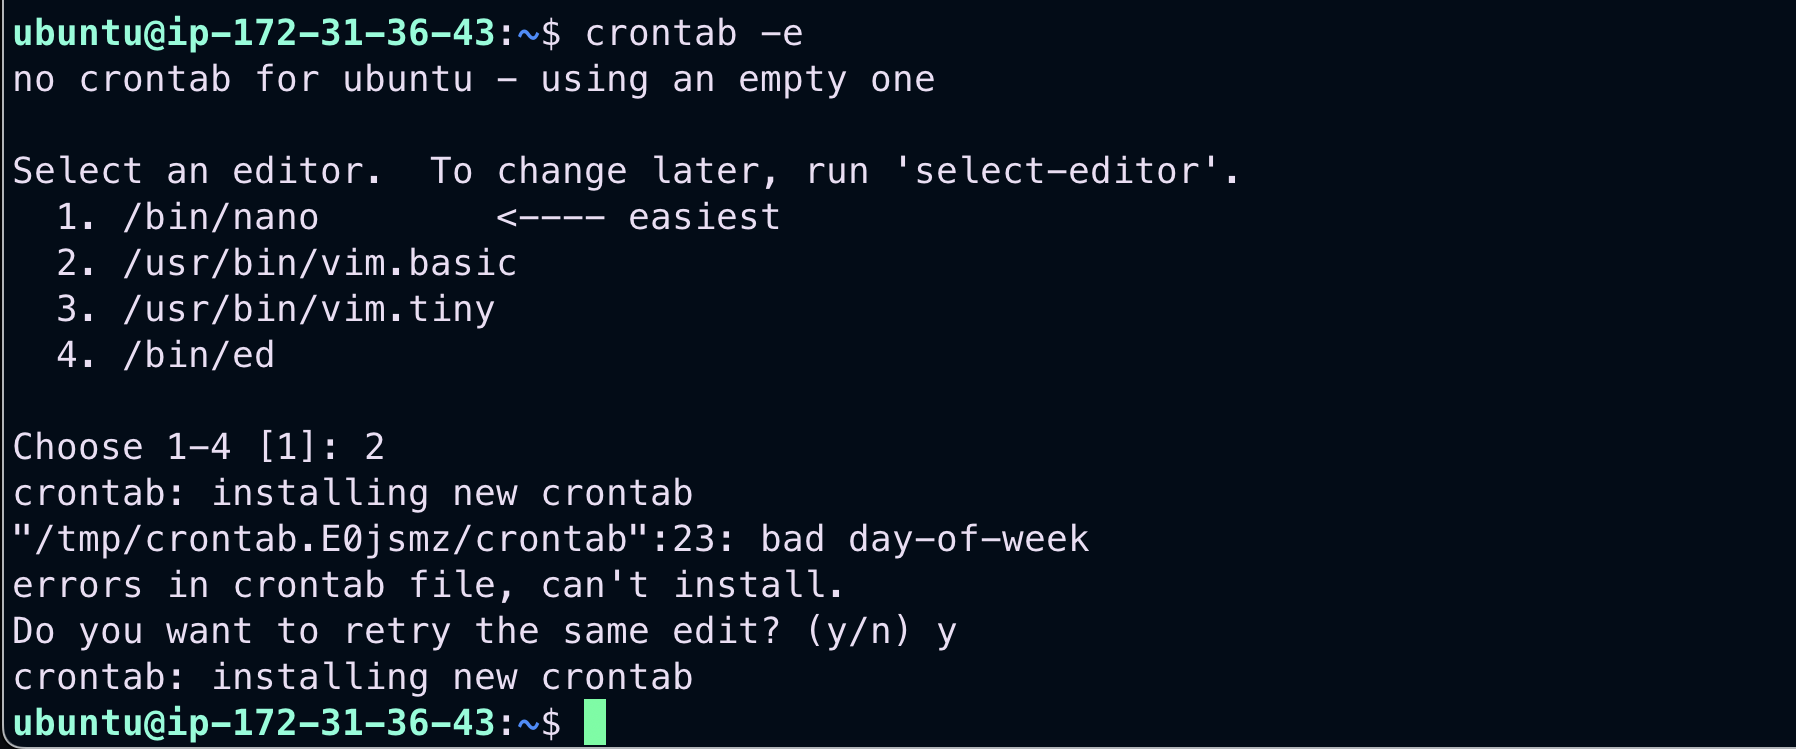 ubuntu@ip-172-31-36-43:~$ crontab -e
no crontab for ubuntu - using an empty one

Select an editor.  To change later, run 'select-editor'.
  1. /bin/nano        <---- easiest
  2. /usr/bin/vim.basic
  3. /usr/bin/vim.tiny
  4. /bin/ed

Choose 1-4 [1]: 2
crontab: installing new crontab
"/tmp/crontab.E0jsmz/crontab":23: bad day-of-week
errors in crontab file, can't install.
Do you want to retry the same edit? (y/n) y
crontab: installing new crontab
ubuntu@ip-172-31-36-43:~$